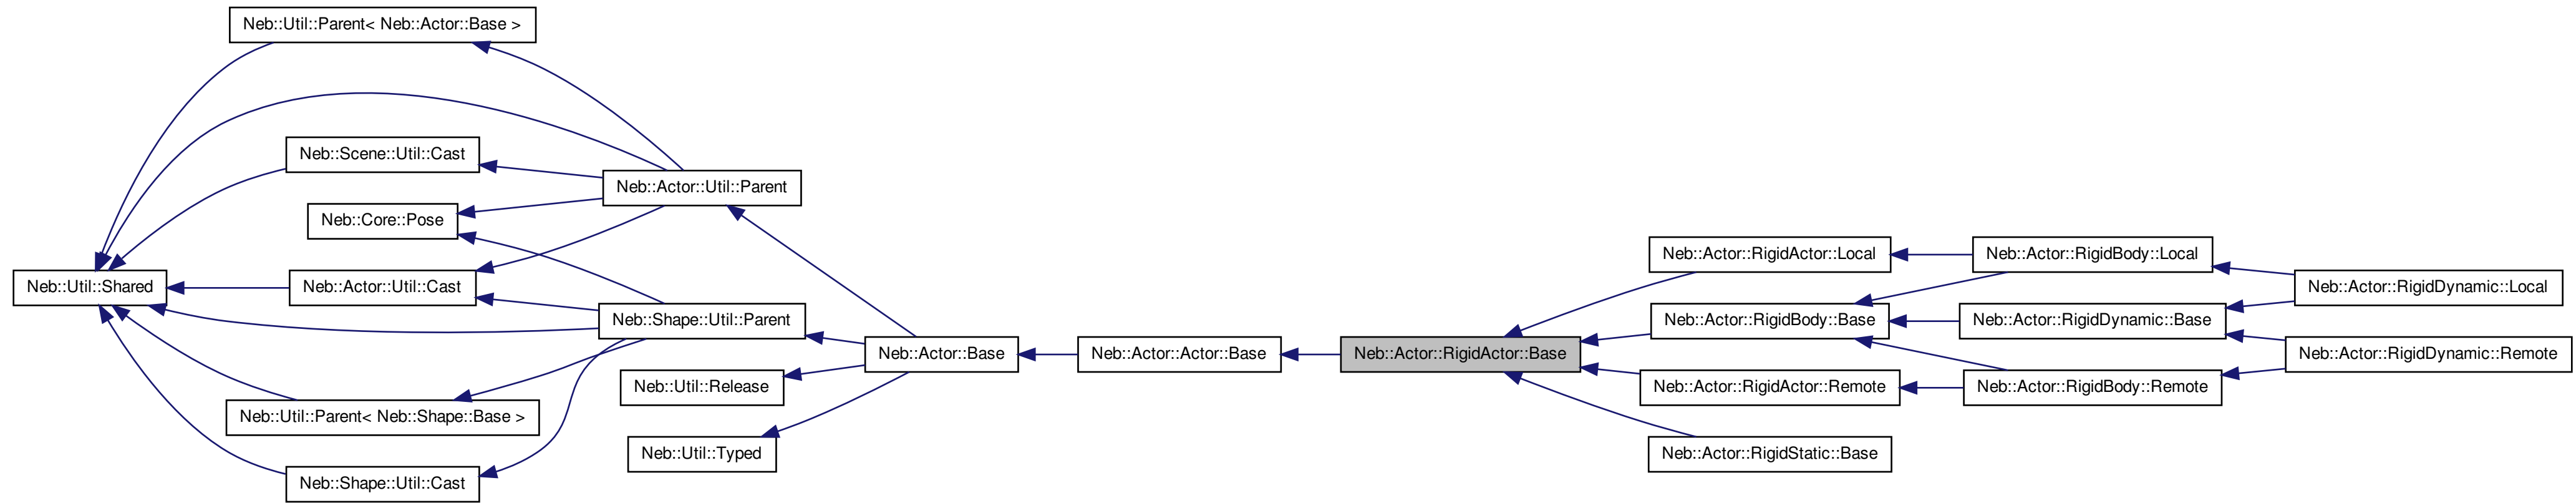 Neb::Util::Parent< Neb::Actor::Base >
Neb::Scene::Util::Cast
Neb::Actor::Util::Parent
Neb::Core::Pose
Neb::Util::Shared
Neb::Actor::Util::Cast
Neb::Shape::Util::Parent
Neb::Actor::Base
Neb::Util::Release
Neb::Util::Parent< Neb::Shape::Base >
Neb::Util::Typed
Neb::Shape::Util::Cast
Neb::Actor::Actor::Base
Neb::Actor::RigidActor::Base
Neb::Actor::RigidActor::Local
Neb::Actor::RigidBody::Base
Neb::Actor::RigidActor::Remote
Neb::Actor::RigidStatic::Base
Neb::Actor::RigidBody::Local
Neb::Actor::RigidDynamic::Base
Neb::Actor::RigidBody::Remote
Neb::Actor::RigidDynamic::Local
Neb::Actor::RigidDynamic::Remote